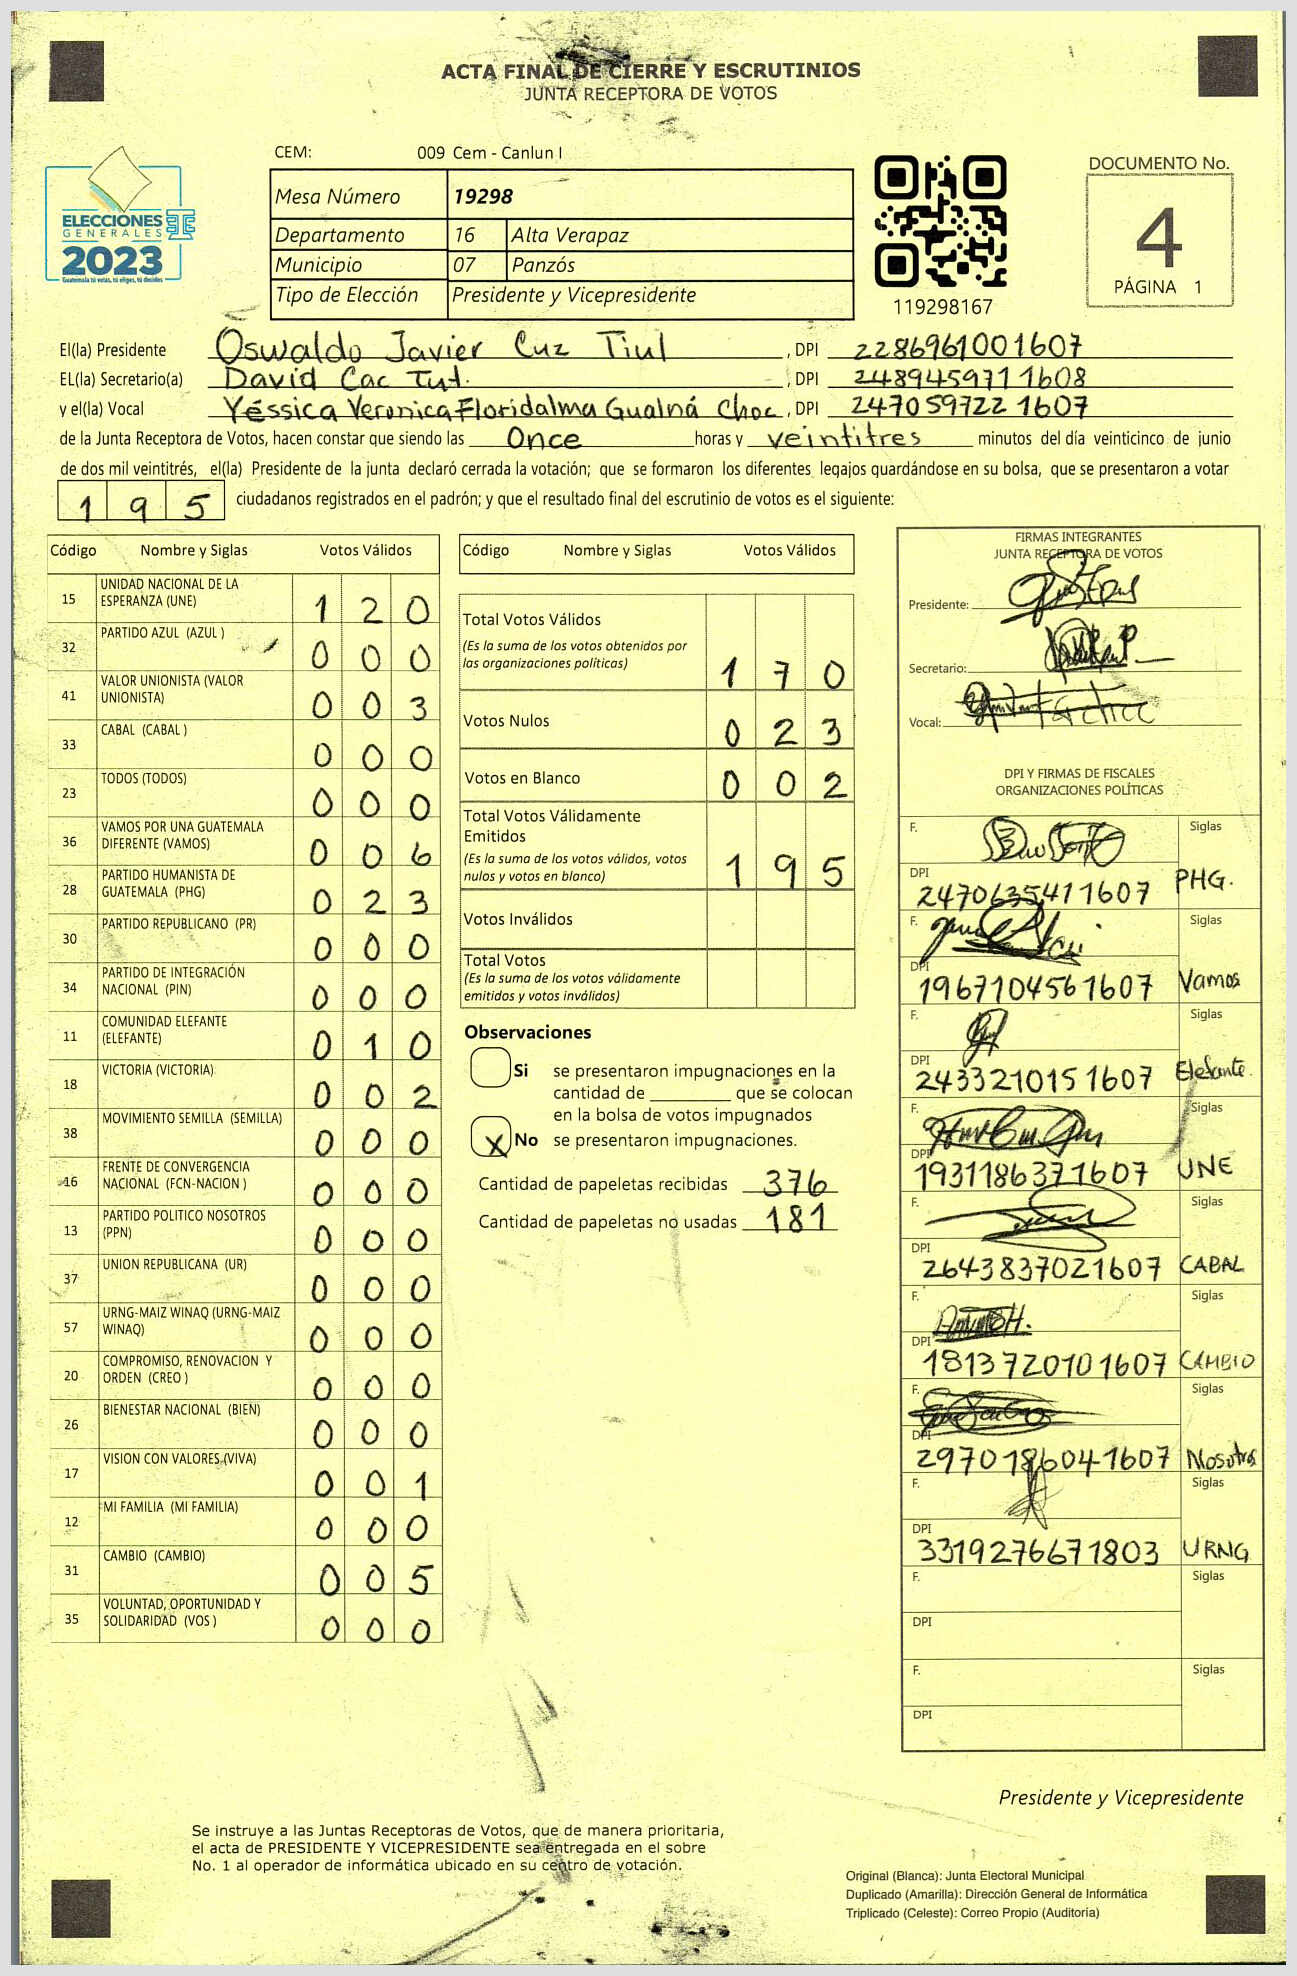 ACTA FINAL DE CIERRE Y ESCRUTINIOS
JUNTA RECEPTORA DE VOTOS
CEM: 009 Cem - Canlun I
ELECCIONES
GENERALES
2023
Guatemala tú votas, tú eliges, tú decides
Mesa Número 19298
Departamento 16 Alta Verapaz
Municipio 07 Panzós
Tipo de Elección Presidente y Vicepresidente
119298167
DOCUMENTO No.
4
PÁGINA 1
El(la) Presidente Oswaldo Javier Cuz Tiul , DPI 2286961001607
EL(la) Secretario(a) David Cac Tut. , DPI 2489459711608
y el(la) Vocal Yéssica Veronica Floridalma Gualná Choc , DPI 247059722 1607
de la Junta Receptora de Votos, hacen constar que siendo las Once horas y veintitres minutos del día veinticinco de junio
de dos mil veintitrés, el(la) Presidente de la junta declaró cerrada la votación; que se formaron los diferentes legajos quardándose en su bolsa, que se presentaron a votar
1 9 5 ciudadanos registrados en el padrón; y que el resultado final del escrutinio de votos es el siguiente:
Código Nombre y Siglas Votos Válidos
15 UNIDAD NACIONAL DE LA ESPERANZA (UNE) 1 2 0
32 PARTIDO AZUL (AZUL ) 0 0 0
41 VALOR UNIONISTA (VALOR UNIONISTA) 0 0 3
33 CABAL (CABAL ) 0 0 0
23 TODOS (TODOS) 0 0 0
36 VAMOS POR UNA GUATEMALA DIFERENTE (VAMOS) 0 0 6
28 PARTIDO HUMANISTA DE GUATEMALA (PHG) 0 2 3
30 PARTIDO REPUBLICANO (PR) 0 0 0
34 PARTIDO DE INTEGRACIÓN NACIONAL (PIN) 0 0 0
11 COMUNIDAD ELEFANTE (ELEFANTE) 0 1 0
18 VICTORIA (VICTORIA) 0 0 2
38 MOVIMIENTO SEMILLA (SEMILLA) 0 0 0
16 FRENTE DE CONVERGENCIA NACIONAL (FCN-NACION ) 0 0 0
13 PARTIDO POLITICO NOSOTROS (PPN) 0 0 0
37 UNION REPUBLICANA (UR) 0 0 0
57 URNG-MAIZ WINAQ (URNG-MAIZ WINAQ) 0 0 0
20 COMPROMISO, RENOVACION Y ORDEN (CREO ) 0 0 0
26 BIENESTAR NACIONAL (BIEN) 0 0 0
17 VISION CON VALORES (VIVA) 0 0 1
12 MI FAMILIA (MI FAMILIA) 0 0 0
31 CAMBIO (CAMBIO) 0 0 5
35 VOLUNTAD, OPORTUNIDAD Y SOLIDARIDAD (VOS ) 0 0 0
Código Nombre y Siglas Votos Válidos
Total Votos Válidos
(Es la suma de los votos obtenidos por
las organizaciones politicas) 1 7 0
Votos Nulos 0 2 3
Votos en Blanco 0 0 2
Total Votos Válidamente
Emitidos
(Es la suma de los votos válidos, votos
nulos y votos en blanco) 1 9 5
Votos Inválidos
Total Votos
(Es la suma de los votos válidamente
emitidos y votos inválidos)
Observaciones
Si se presentaron impugnaciones en la
cantidad de ________ que se colocan
en la bolsa de votos impugnados
X No se presentaron impugnaciones.
Cantidad de papeletas recibidas 376
Cantidad de papeletas no usadas 181
FIRMAS INTEGRANTES
JUNTA RECEPTORA DE VOTOS
Presidente:
Secretario:
Vocal:
DPI Y FIRMAS DE FISCALES
ORGANIZACIONES POLÍTICAS
F. Siglas
DPI 2470635411607 PHG.
F. Siglas
DPI 1967104561607 Vamos
F. Siglas
DPI 2433210151607 Elefante.
F. Siglas
DPI 1931186371607 UNE
F. Siglas
DPI 2643837021607 CABAL
F. Siglas
DPI 1813720101607 CAMBIO
F. Siglas
DPI 2970186041607 Nosotros
F. Siglas
DPI 3319276671803 URNG
F. Siglas
DPI
F. Siglas
DPI
Presidente y Vicepresidente
Se instruye a las Juntas Receptoras de Votos, que de manera prioritaria,
el acta de PRESIDENTE Y VICEPRESIDENTE sea entregada en el sobre
No. 1 al operador de informática ubicado en su centro de votación.
Original (Blanca): Junta Electoral Municipal
Duplicado (Amarilla): Dirección General de Informática
Triplicado (Celeste): Correo Propio (Auditoría)